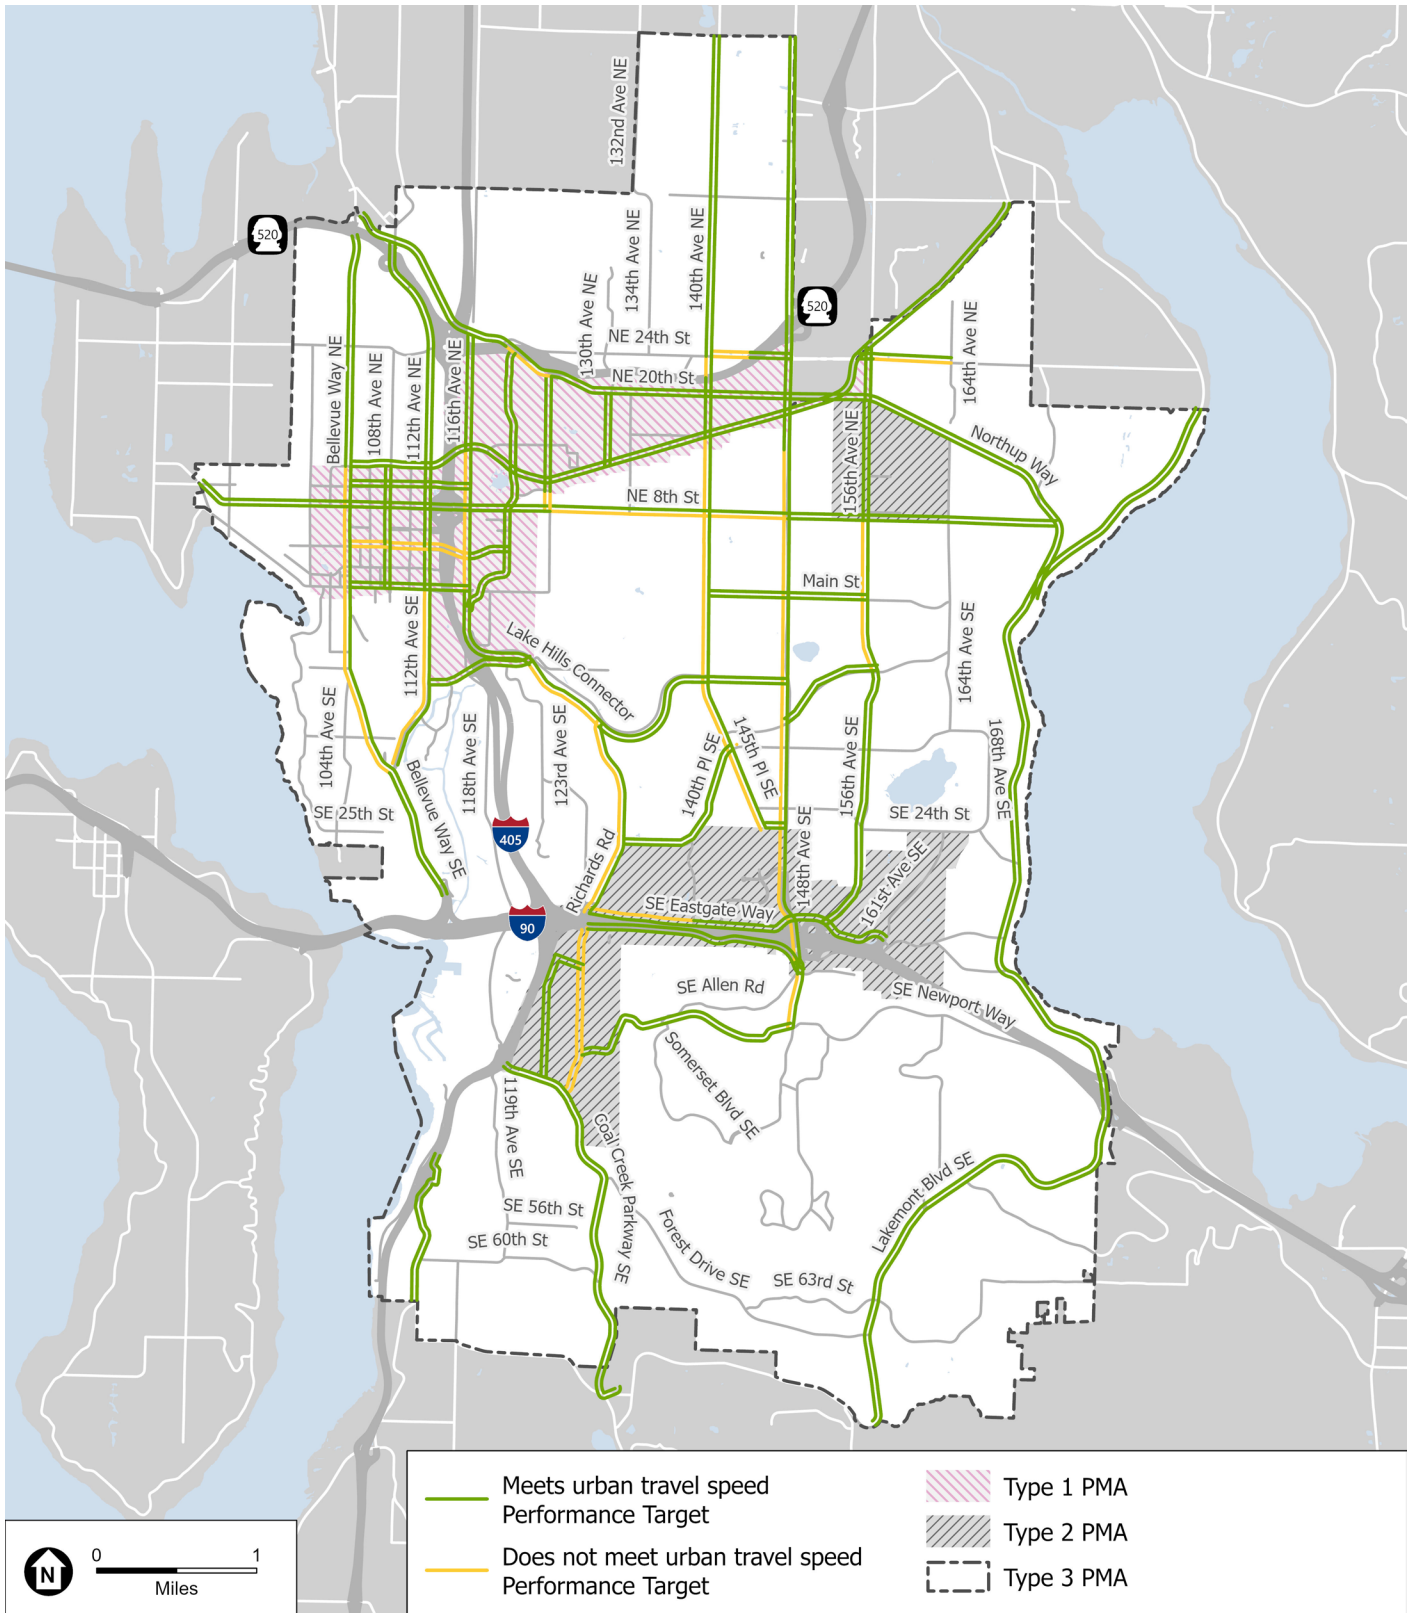 132nd Ave NE
520
134th Ave NE
140th Ave NE
130th Ave NE
520
NE 24th St
164th Ave NE
Bellevue Way NE
108th Ave NE
112th Ave NE
116th Ave NE
NE 20th St
156th Ave NE
Northup Way
NE 8th St
Main St
112th Ave SE
Lake Hills Connector
164th Ave SE
104th Ave SE
118th Ave SE
123rd Ave SE
140th Pl SE
145th Pl SE
156th Ave SE
168th Ave SE
Bellevue Way SE
SE 25th St
405
148th Ave SE
SE 24th St
Richards Rd
161st Ave SE
SE Eastgate Way
90
SE Allen Rd
SE Newport Way
Somerset Blvd SE
119th Ave SE
Coal Creek Parkway SE
Lakemont Blvd SE
SE 56th St
SE 60th St
Forest Drive SE
SE 63rd St
Meets urban travel speed
Performance Target
Does not meet urban travel speed
Performance Target
Type 1 PMA
Type 2 PMA
Type 3 PMA
N
0 1
Miles